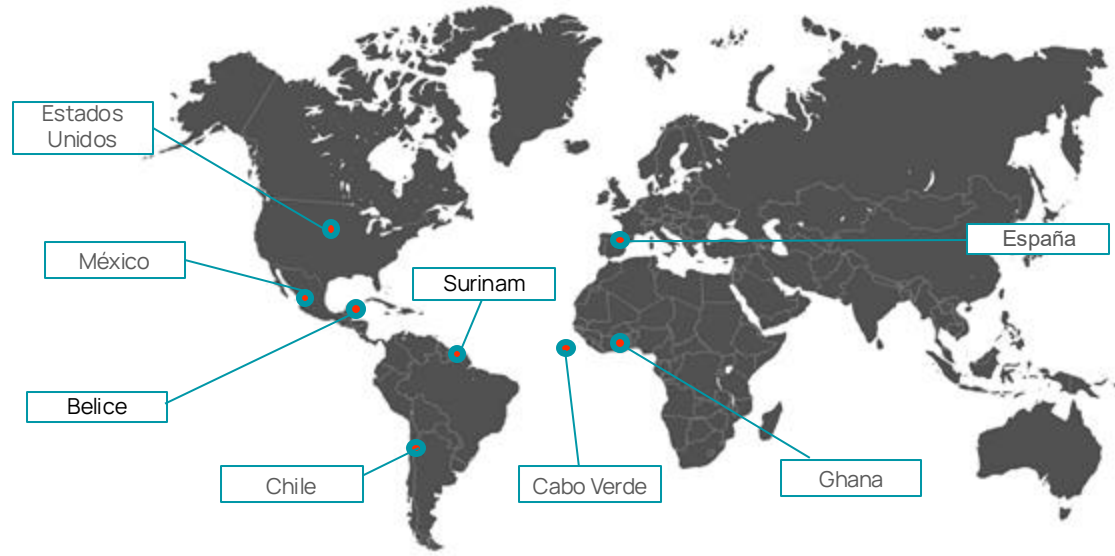 Estados
Unidos
España
México
Surinam
Belice
Chile
Cabo Verde
Ghana